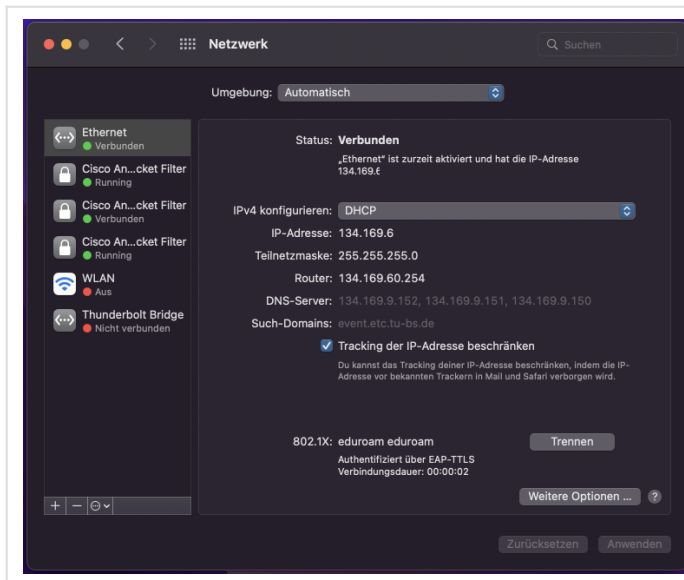 Netzwerk
Suchen
Umgebung: Automatisch
Ethernet
Verbunden
Cisco An...cket Filter
Running
Cisco An...cket Filter
Verbunden
Cisco An...cket Filter
Running
WLAN
Aus
Thunderbolt Bridge
Nicht verbunden
Status: Verbunden
„Ethernet“ ist zurzeit aktiviert und hat die IP-Adresse
134.169.6
IPv4 konfigurieren: DHCP
IP-Adresse: 134.169.6
Teilnetzmaske: 255.255.255.0
Router: 134.169.60.254
DNS-Server: 134.169.9.152, 134.169.9.151, 134.169.9.150
Such-Domains: event.etc.tu-bs.de
Tracking der IP-Adresse beschränken
Du kannst das Tracking deiner IP-Adresse beschränken, indem die IP-
Adresse vor bekannten Trackern in Mail und Safari verborgen wird.
802.1X: eduroam eduroam
Trennen
Authentifiziert über EAP-TTLS
Verbindungsdauer: 00:00:02
Weitere Optionen ... ?
Zurücksetzen
Anwenden